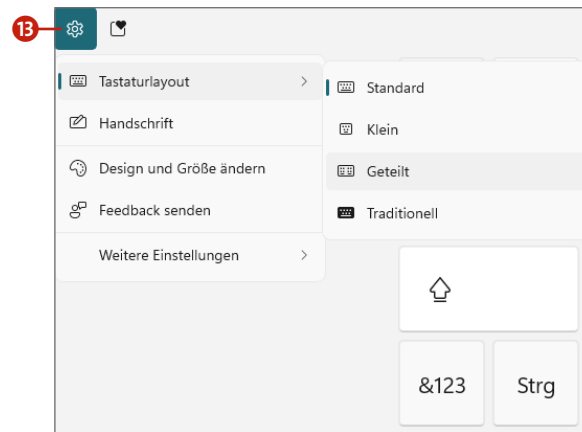 13
Tastaturlayout
Standard
Handschrift
Klein
Design und Größe ändern
Geteilt
Feedback senden
Traditionell
Weitere Einstellungen
&123
Strg